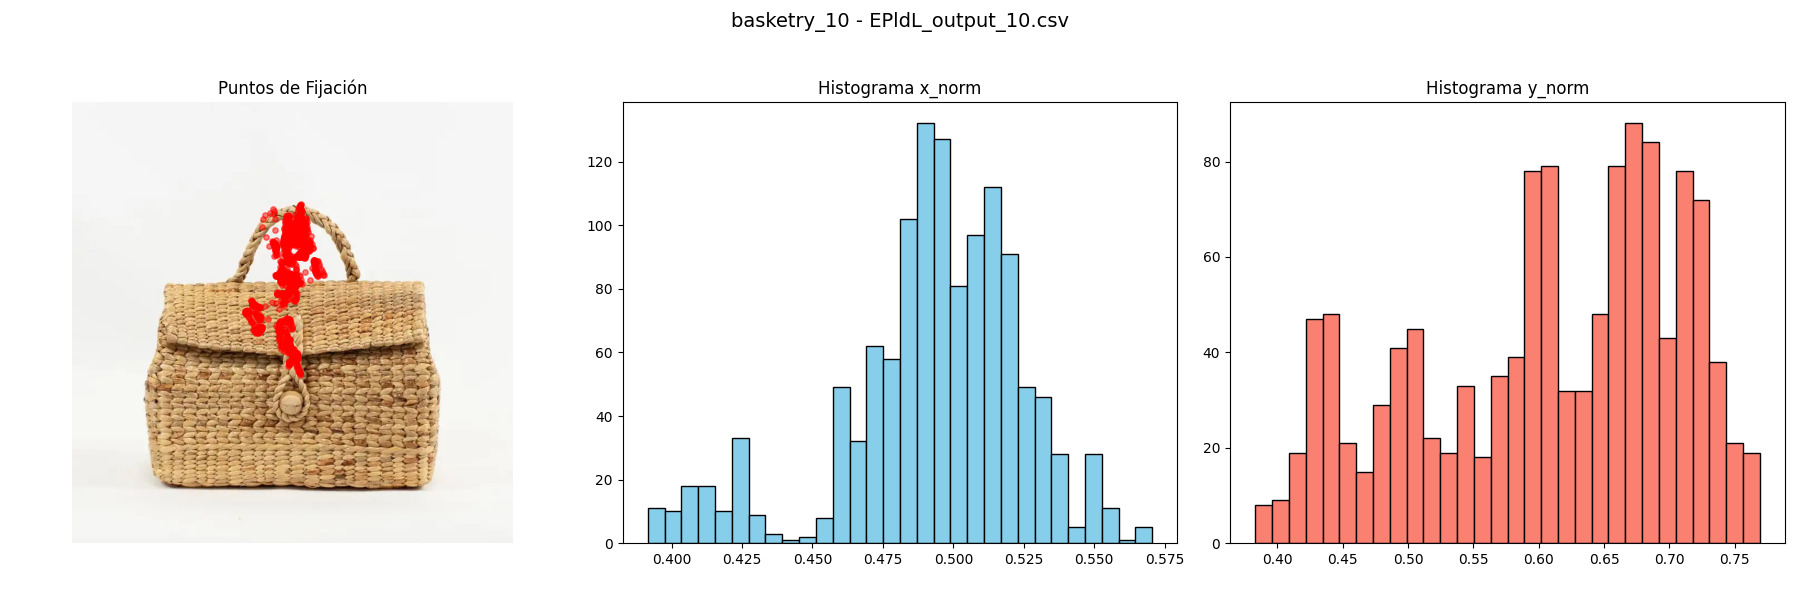 basketry_10 - EPldL_output_10.csv
Puntos de Fijación
Histograma x_norm
Histograma y_norm
120
100
80
60
40
20
0
0.400 0.425 0.450 0.475 0.500 0.525 0.550 0.575
80
60
40
20
0
0.40 0.45 0.50 0.55 0.60 0.65 0.70 0.75